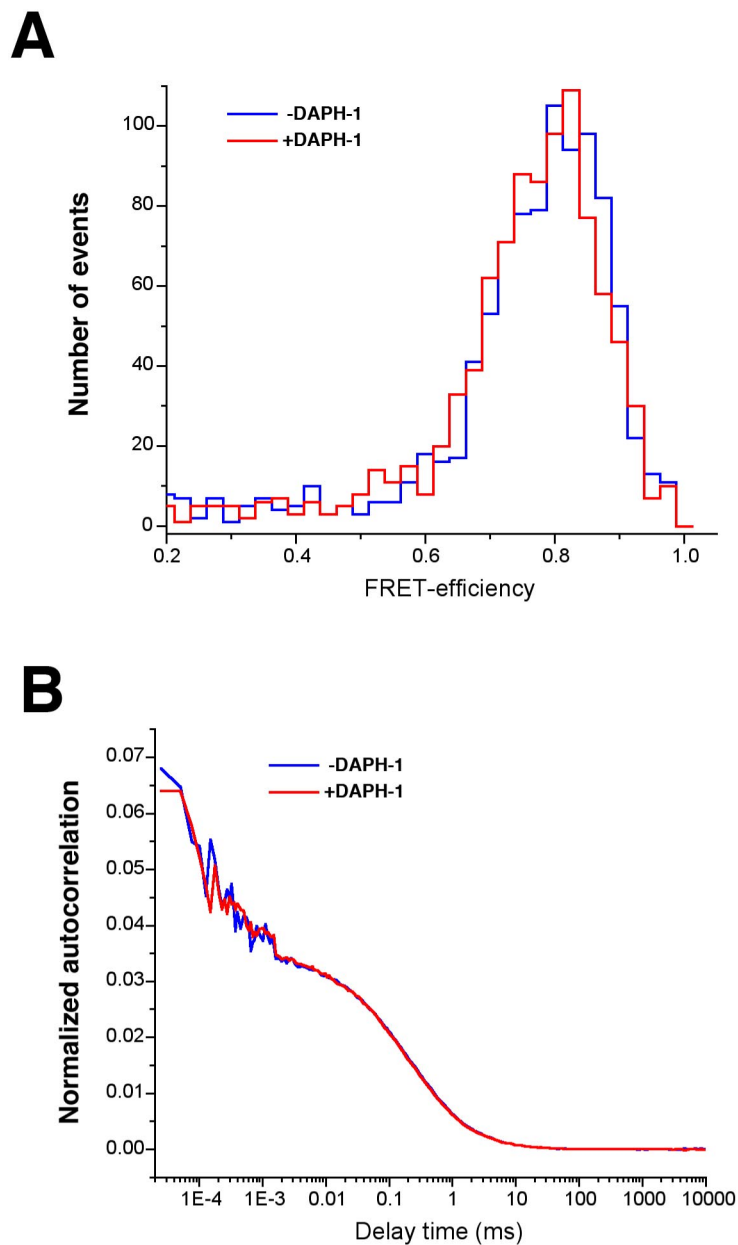 A
-DAPH-1
+DAPH-1
Number of events
100
80
60
40
20
0
0.2 0.4 0.6 0.8 1.0
FRET-efficiency
B
-DAPH-1
+DAPH-1
Normalized autocorrelation
0.07
0.06
0.05
0.04
0.03
0.02
0.01
0.00
1E-4 1E-3 0.01 0.1 1 10 100 1000 10000
Delay time (ms)